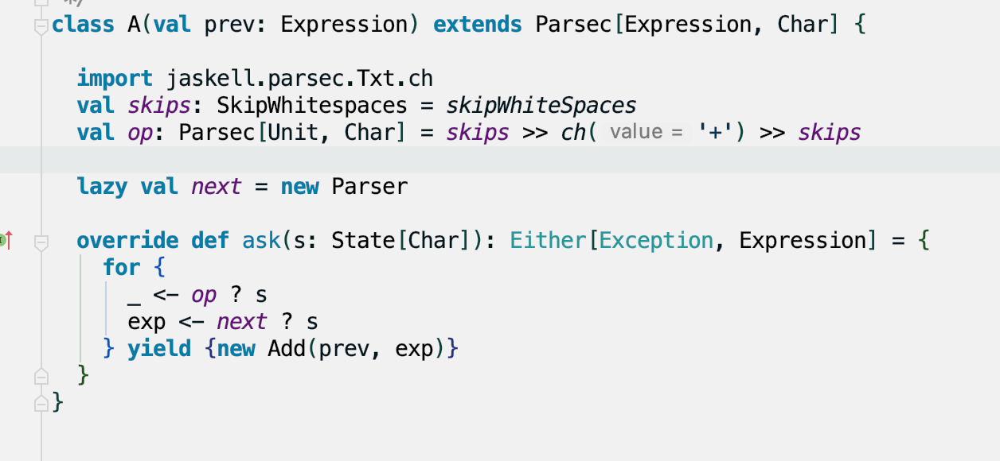 */
class A(val prev: Expression) extends Parsec[Expression, Char] {
import jaskell.parsec.Txt.ch
val skips: SkipWhitespaces = skipWhiteSpaces
val op: Parsec[Unit, Char] = skips >> ch( value = '+') >> skips
lazy val next = new Parser
override def ask(s: State[Char]): Either[Exception, Expression] = {
for {
_ <- op ? s
exp <- next ? s
} yield {new Add(prev, exp)}
}
}